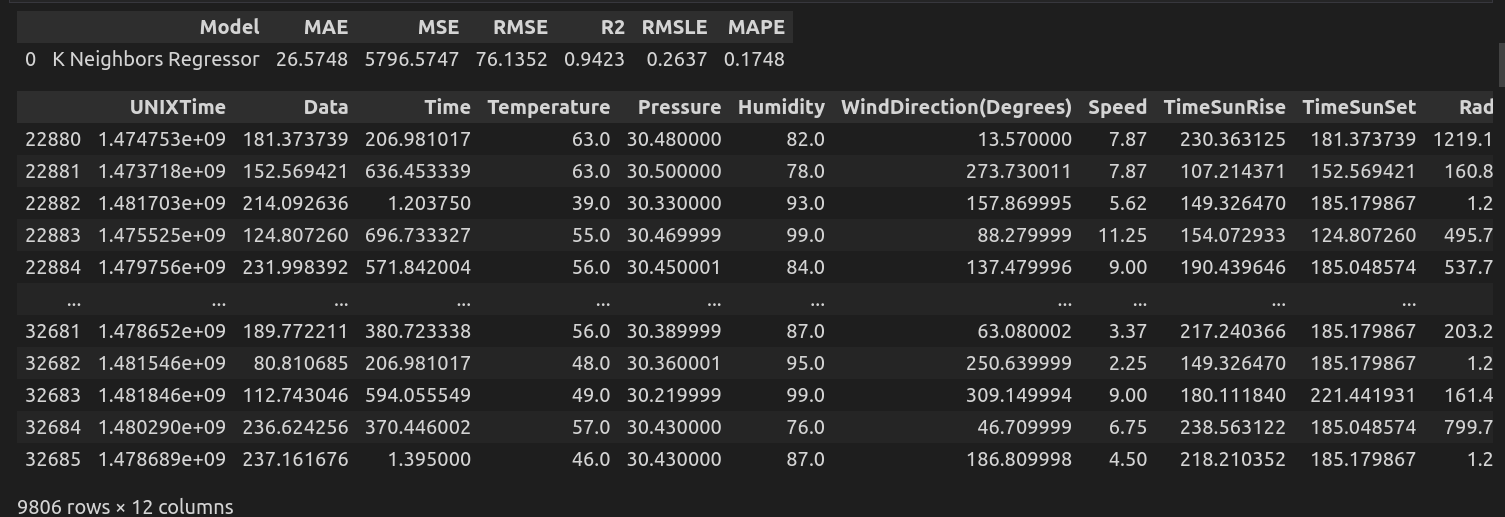 Model MAE MSE RMSE R2 RMSLE MAPE
0 K Neighbors Regressor 26.5748 5796.5747 76.1352 0.9423 0.2637 0.1748
UNIXTime Data Time Temperature Pressure Humidity WindDirection(Degrees) Speed TimeSunRise TimeSunSet Rad
22880 1.474753e+09 181.373739 206.981017 63.0 30.480000 82.0 13.570000 7.87 230.363125 181.373739 1219.1
22881 1.473718e+09 152.569421 636.453339 63.0 30.500000 78.0 273.730011 7.87 107.214371 152.569421 160.8
22882 1.481703e+09 214.092636 1.203750 39.0 30.330000 93.0 157.869995 5.62 149.326470 185.179867 1.2
22883 1.475525e+09 124.807260 696.733327 55.0 30.469999 99.0 88.279999 11.25 154.072933 124.807260 495.7
22884 1.479756e+09 231.998392 571.842004 56.0 30.450001 84.0 137.479996 9.00 190.439646 185.048574 537.7
... ... ... ... ... ... ... ... ... ... ...
32681 1.478652e+09 189.772211 380.723338 56.0 30.389999 87.0 63.080002 3.37 217.240366 185.179867 203.2
32682 1.481546e+09 80.810685 206.981017 48.0 30.360001 95.0 250.639999 2.25 149.326470 185.179867 1.2
32683 1.481846e+09 112.743046 594.055549 49.0 30.219999 99.0 309.149994 9.00 180.111840 221.441931 161.4
32684 1.480290e+09 236.624256 370.446002 57.0 30.430000 76.0 46.709999 6.75 238.563122 185.048574 799.7
32685 1.478689e+09 237.161676 1.395000 46.0 30.430000 87.0 186.809998 4.50 218.210352 185.179867 1.2
9806 rows × 12 columns